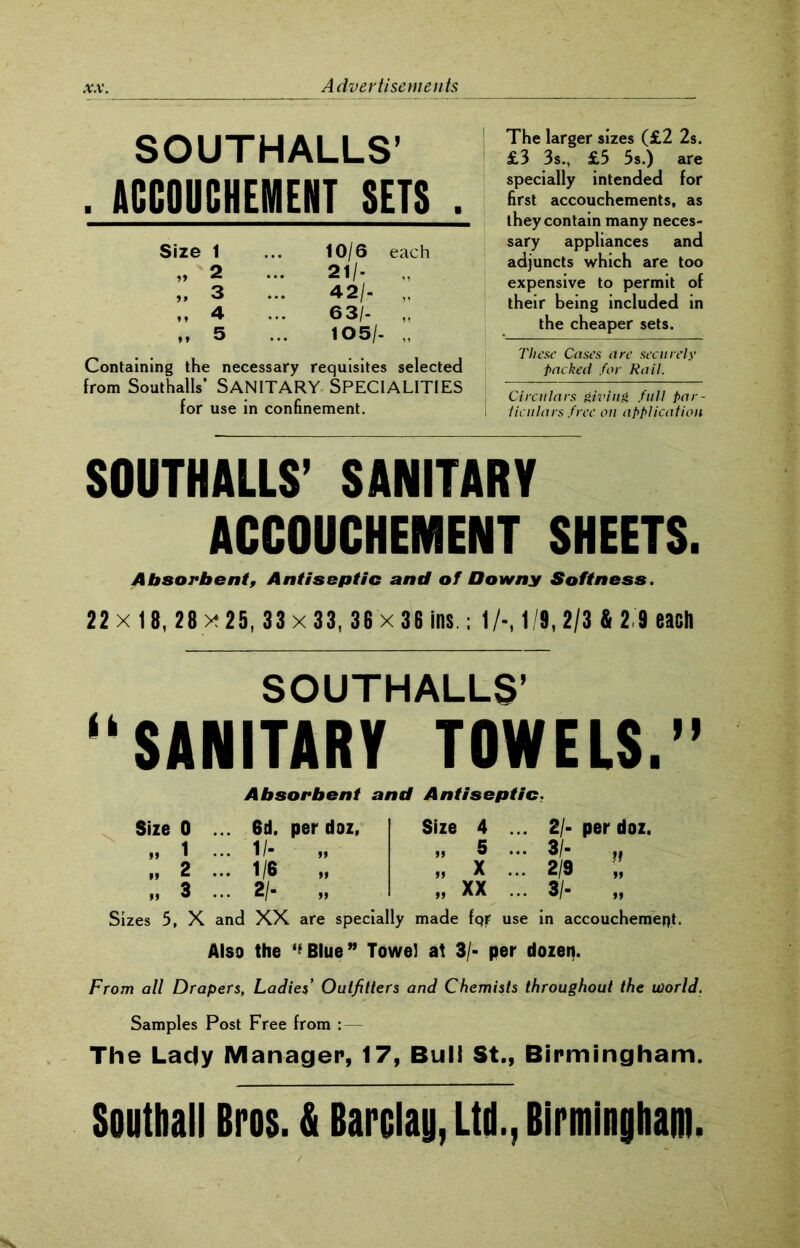 xx. Advertisements
SOUTHALLS'
. ACCOUCHEMENT SETS .
Size 1 ... 10/6 each
„ 2 ... 21/- „
„ 3 ... 42/- „
„ 4 ... 63/- „
„ 5 ... 105/- „
Containing the necessary requisites selected
from Southalls' SANITARY SPECIALITIES
for use in confinement.
The larger sizes (£2 2s.
£3 3s., £5 5s.) are
specially intended for
first accouchements, as
they contain many neces-
sary appliances and
adjuncts which are too
expensive to permit of
their being included in
the cheaper sets.
These Cases are securely
packed for Rail.
Circulars giving full par-
ticulars free on application
SOUTHALLS' SANITARY
ACCOUCHEMENT SHEETS.
Absorbent, Antiseptic and of Downy Softness.
22 x 18, 28 x 25, 33 x 33, 36 x 36 ins.: 1/-, 1/9, 2/3 & 2/9 each
SOUTHALLS'
"SANITARY TOWELS."
Absorbent and Antiseptic.
Size 0 ... 6d. per doz.
„ 1 ... 1/- „
„ 2 ... 1/6 „
„ 3 ... 2/- „
Size 4 ... 2/- per doz.
„ 5 ... 3/- „
„ X ... 2/9 „
„ XX ... 3/- „
Sizes 5, X and XX are specially made for use in accouchement.
Also the "Blue" Towel at 3/- per dozen.
From all Drapers, Ladies' Outfitters and Chemists throughout the world.
Samples Post Free from :—
The Lady Manager, 17, Bull St., Birmingham.
Southall Bros. & Barclay, Ltd., Birmingham.